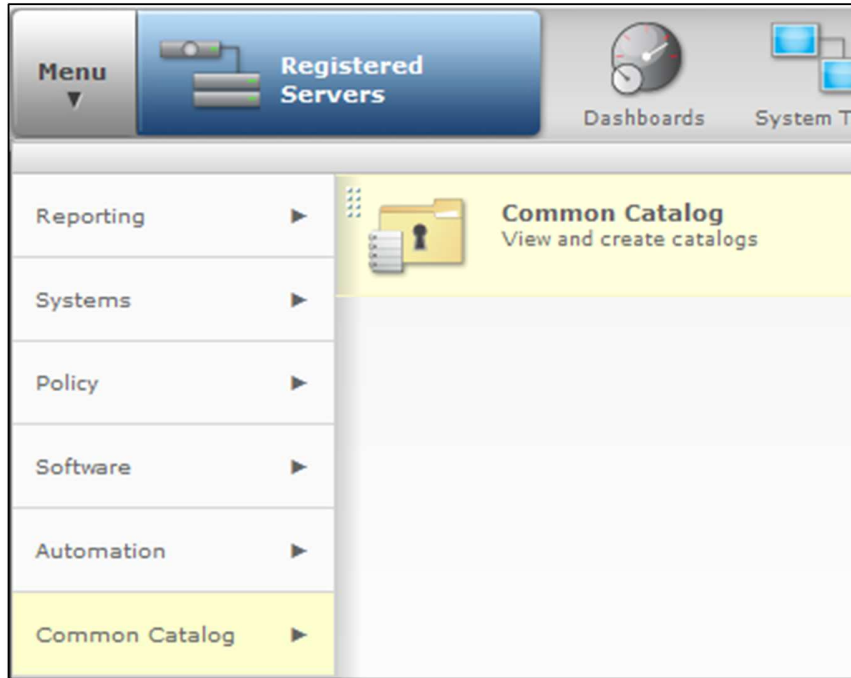 Menu
Registered
Servers
Dashboards
System T
Reporting
Common Catalog
View and create catalogs
Systems
Policy
Software
Automation
Common Catalog